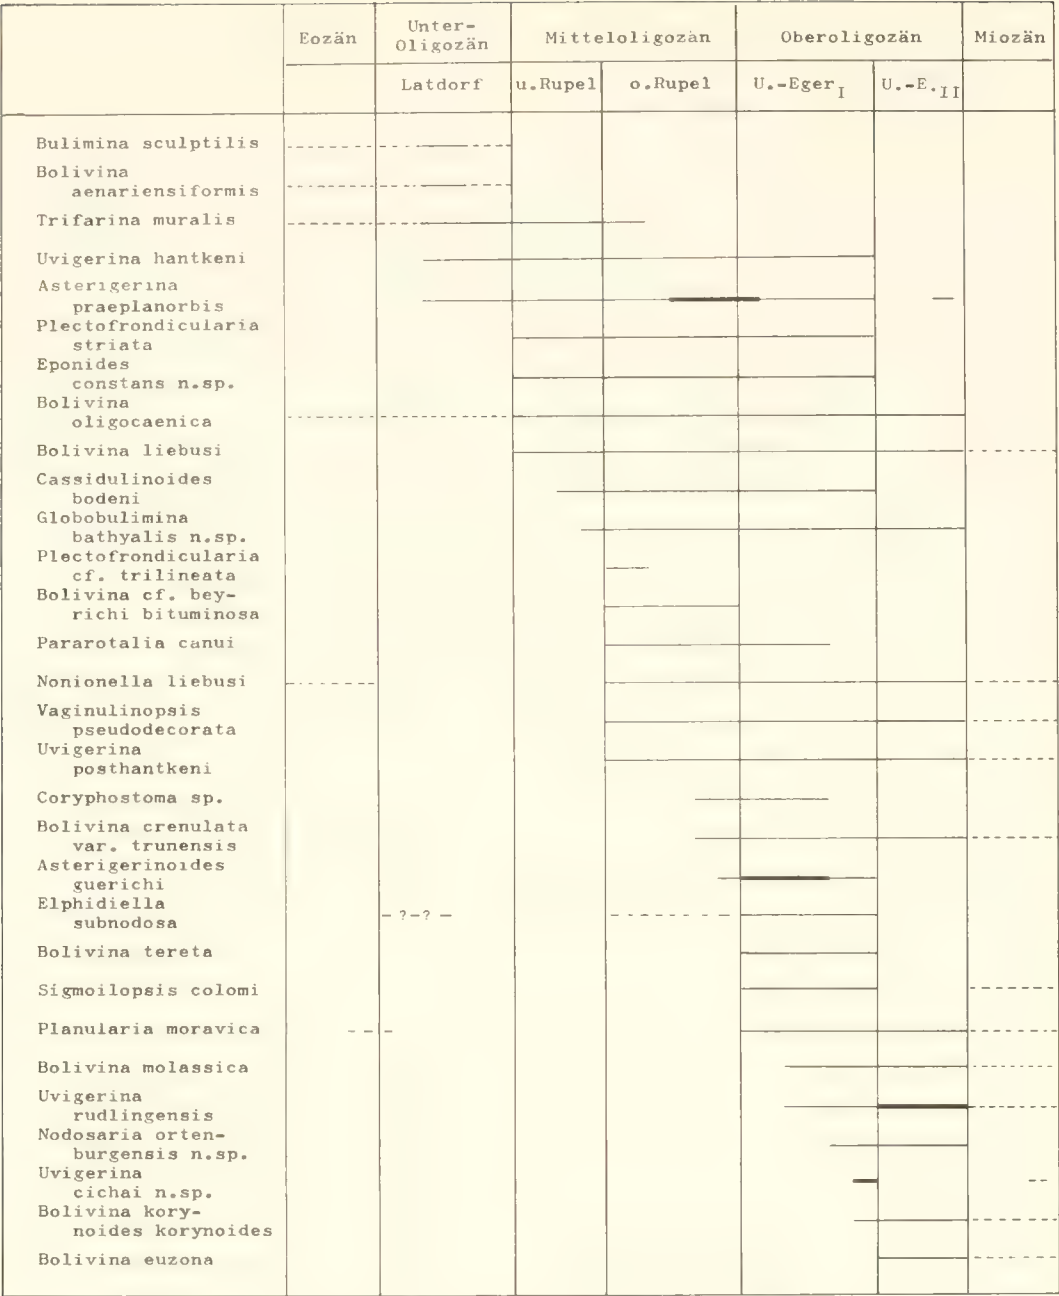 Eozän
Unter-
Oligozän
Mitteloligozän
Oberoligozän
Miozän
Latdorf
u.Rupel
o.Rupel
U.-Eger I
U.-E. II
Bulimina sculptilis
Bolivina
aenariensiformis
Trifarina muralis
Uvigerina hantkeni
Asterigerina
praeplanorbis
Plectofrondicularia
striata
Eponides
constans n.sp.
Bolivina
oligocaenica
Bolivina liebusi
Cassidulinoides
bodeni
Globobulimina
bathyalis n.sp.
Plectofrondicularia
cf. trilineata
Bolivina cf. bey-
richi bituminosa
Pararotalia canui
Nonionella liebusi
Vaginulinopsis
pseudodecorata
Uvigerina
posthantkeni
Coryphostoma sp.
Bolivina crenulata
var. trunensis
Asterigerinoides
guerichi
Elphidiella
subnodosa
– ?–? –
Bolivina tereta
Sigmoilopsis colomi
Planularia moravica
Bolivina molassica
Uvigerina
rudlingensis
Nodosaria orten-
burgensis n.sp.
Uvigerina
cichai n.sp.
Bolivina kory-
noides korynoides
Bolivina euzona